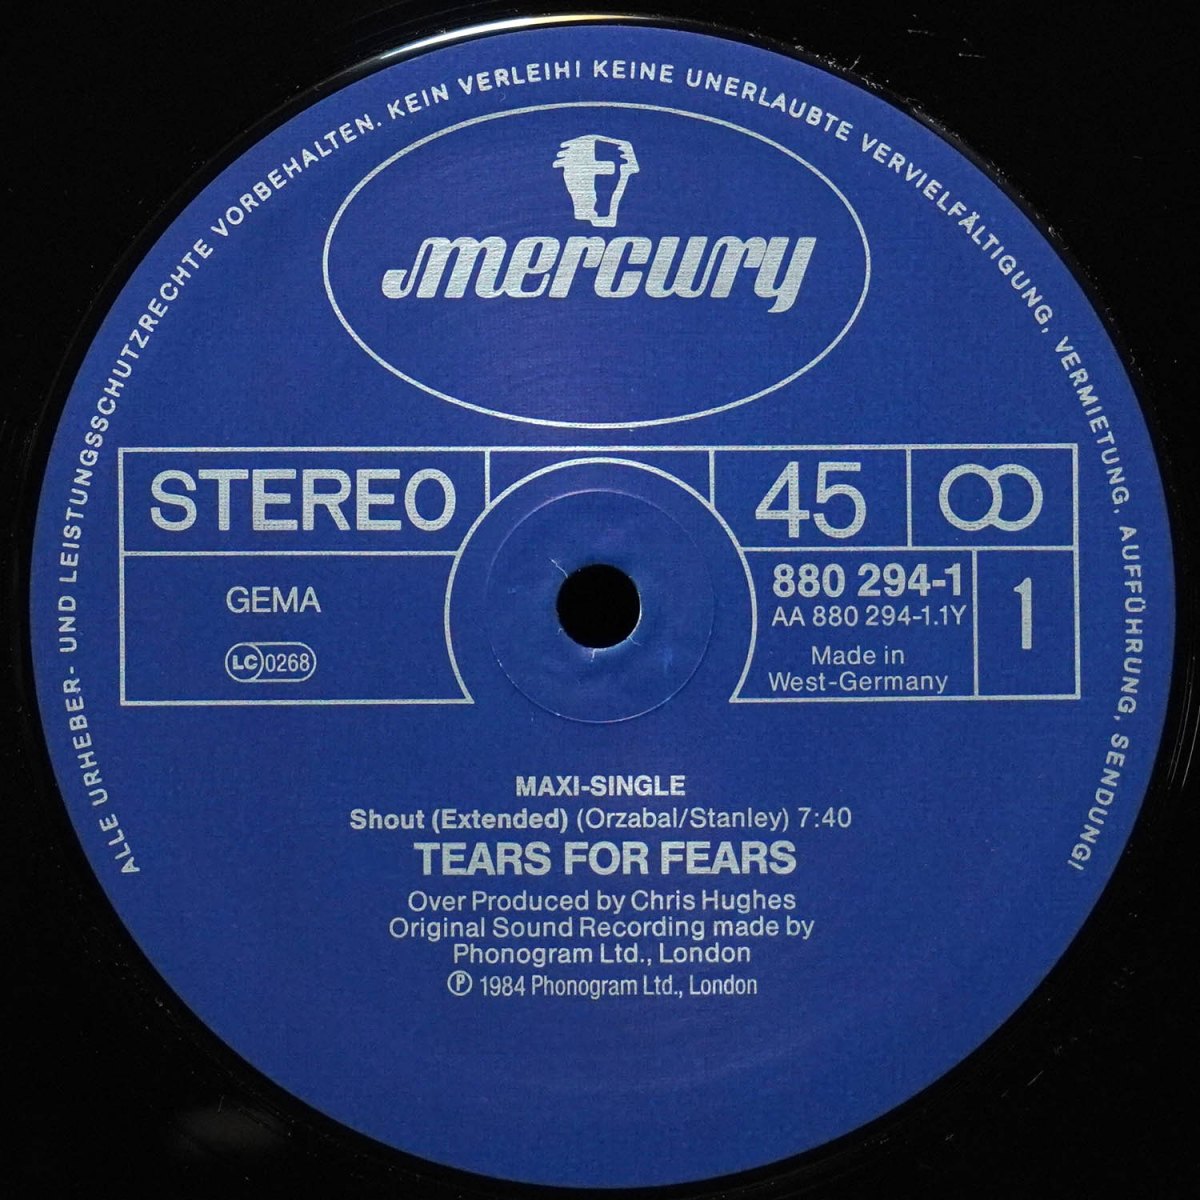 ALLE URHEBER- UND LEISTUNGSSCHUTZRECHTE VORBEHALTEN. KEIN VERLEIH! KEINE UNERLAUBTE VERVIELFÄLTIGUNG, VERMIETUNG, AUFFÜHRUNG, SENDUNG!
mercury
STEREO
45
GEMA
LC 0268
880 294-1
AA 880 294-1.1Y
1
Made in
West-Germany
MAXI-SINGLE
Shout (Extended) (Orzabal/Stanley) 7:40
TEARS FOR FEARS
Over Produced by Chris Hughes
Original Sound Recording made by
Phonogram Ltd., London
℗ 1984 Phonogram Ltd., London